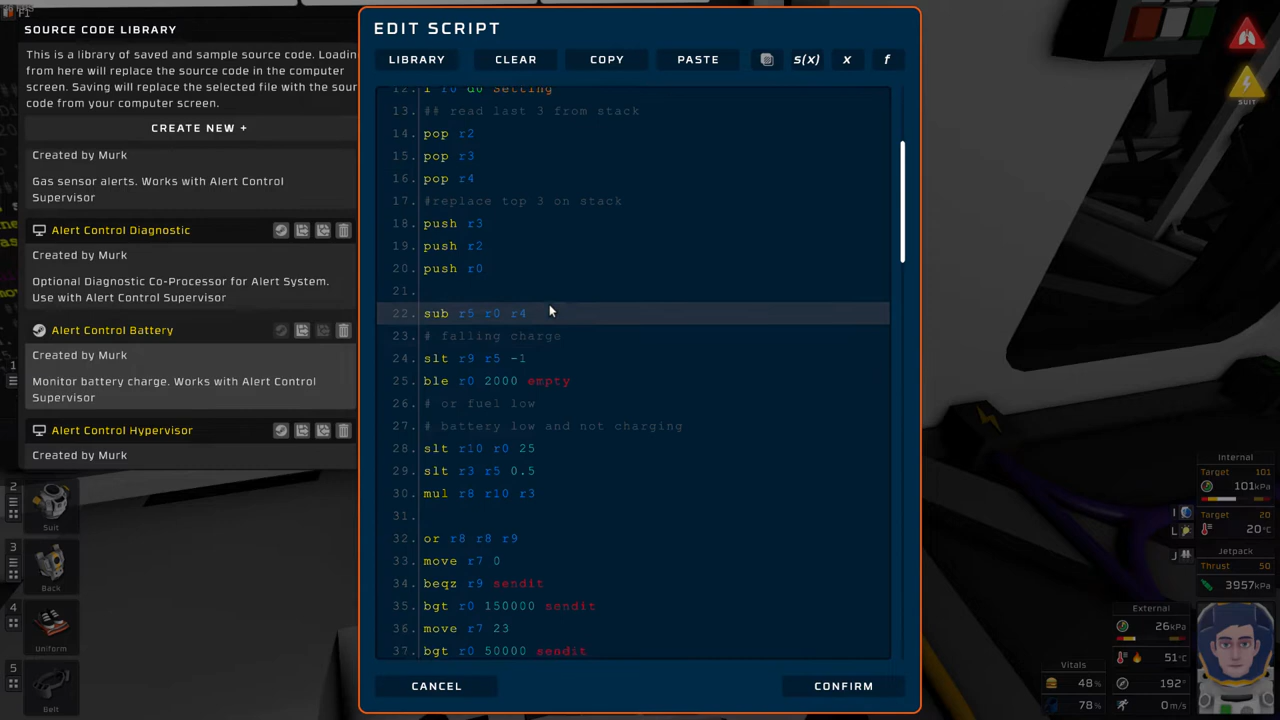 SOURCE CODE LIBRARY
This is a library of saved and sample source code. Loading
from here will replace the source code in the computer
screen. Saving will replace the selected file with the sour
code from your computer screen.
CREATE NEW +
Created by Murk
Gas sensor alerts. Works with Alert Control
Supervisor
Alert Control Diagnostic
Created by Murk
Optional Diagnostic Co-Processor for Alert System.
Use with Alert Control Supervisor
Alert Control Battery
Created by Murk
Monitor battery charge. Works with Alert Control
Supervisor
Alert Control Hypervisor
Created by Murk
EDIT SCRIPT
LIBRARY CLEAR COPY PASTE s(x) x f
12. l r0 d0 Setting
13. ## read last 3 from stack
14. pop r2
15. pop r3
16. pop r4
17. #replace top 3 on stack
18. push r3
19. push r2
20. push r0
21.
22. sub r5 r0 r4
23. # falling charge
24. slt r9 r5 -1
25. ble r0 2000 empty
26. # or fuel low
27. # battery low and not charging
28. slt r10 r0 25
29. slt r3 r5 0.5
30. mul r8 r10 r3
31.
32. or r8 r8 r9
33. move r7 0
34. beqz r9 sendit
35. bgt r0 150000 sendit
36. move r7 23
37. bgt r0 50000 sendit
CANCEL CONFIRM
1
2
Suit
3
Back
4
Uniform
5
Belt
SUIT
Internal
Target 101
101kPa
Target 20
20°C
I
L
J
Jetpack
Thrust 50
3957kPa
External
26kPa
51°C
192°
0m/s
Vitals
48%
78%